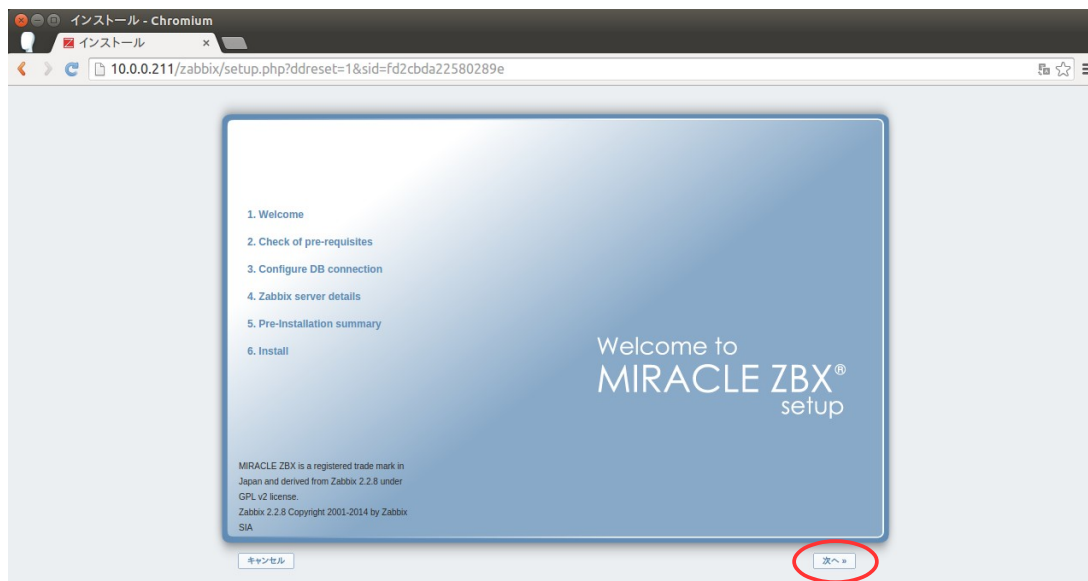 インストール - Chromium
インストール ×
10.0.0.211/zabbix/setup.php?ddreset=1&sid=fd2cbda22580289e
1. Welcome
2. Check of pre-requisites
3. Configure DB connection
4. Zabbix server details
5. Pre-Installation summary
6. Install
Welcome to
MIRACLE ZBX®
setup
MIRACLE ZBX is a registered trade mark in
Japan and derived from Zabbix 2.2.8 under
GPL v2 license.
Zabbix 2.2.8 Copyright 2001-2014 by Zabbix
SIA
キャンセル
次へ »